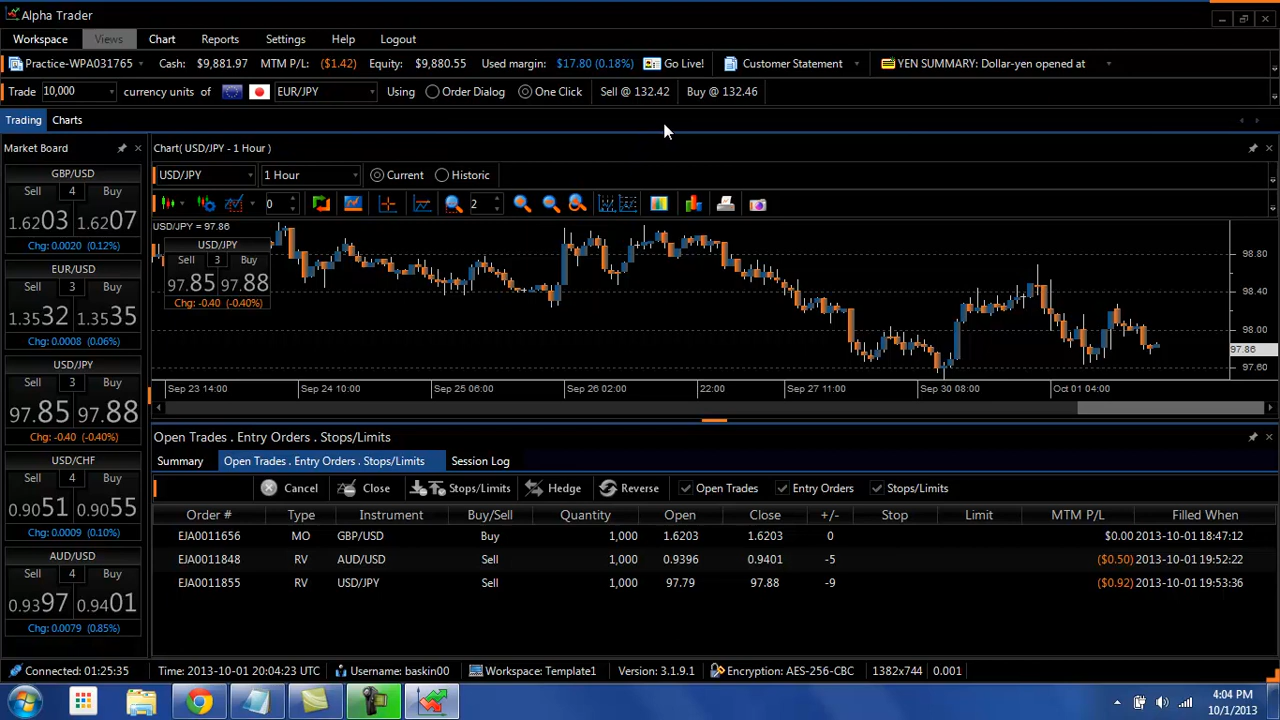 Alpha Trader
Workspace Views Chart Reports Settings Help Logout
Practice-WPA031765 Cash: $9,881.97 MTM P/L: ($1.42) Equity: $9,880.55 Used margin: $17.80 (0.18%) Go Live! Customer Statement YEN SUMMARY: Dollar-yen opened at
Trade 10,000 currency units of EUR/JPY Using Order Dialog One Click Sell @ 132.42 Buy @ 132.46
Trading Charts
Market Board
GBP/USD
Sell 4 Buy
1.6203 1.6207
Chg: 0.0020 (0.12%)
EUR/USD
Sell 3 Buy
1.3532 1.3535
Chg: 0.0008 (0.06%)
USD/JPY
Sell 3 Buy
97.85 97.88
Chg: -0.40 (-0.40%)
USD/CHF
Sell 4 Buy
0.9051 0.9055
Chg: 0.0009 (0.10%)
AUD/USD
Sell 4 Buy
0.9397 0.9401
Chg: 0.0079 (0.85%)
Chart( USD/JPY - 1 Hour )
USD/JPY 1 Hour Current Historic
0 2
USD/JPY = 97.86
USD/JPY
Sell 3 Buy
97.85 97.88
Chg: -0.40 (-0.40%)
98.80
98.40
98.00
97.86
97.60
Sep 23 14:00 Sep 24 10:00 Sep 25 06:00 Sep 26 02:00 22:00 Sep 27 11:00 Sep 30 08:00 Oct 01 04:00
Open Trades . Entry Orders . Stops/Limits
Summary Open Trades . Entry Orders . Stops/Limits Session Log
Cancel Close Stops/Limits Hedge Reverse Open Trades Entry Orders Stops/Limits
Order # Type Instrument Buy/Sell Quantity Open Close +/- Stop Limit MTM P/L Filled When
EJA0011656 MO GBP/USD Buy 1,000 1.6203 1.6203 0 $0.00 2013-10-01 18:47:12
EJA0011848 RV AUD/USD Sell 1,000 0.9396 0.9401 -5 ($0.50) 2013-10-01 19:52:22
EJA0011855 RV USD/JPY Sell 1,000 97.79 97.88 -9 ($0.92) 2013-10-01 19:53:36
Connected: 01:25:35 Time: 2013-10-01 20:04:23 UTC Username: baskin00 Workspace: Template1 Version: 3.1.9.1 Encryption: AES-256-CBC 1382x744 0.001
4:04 PM
10/1/2013